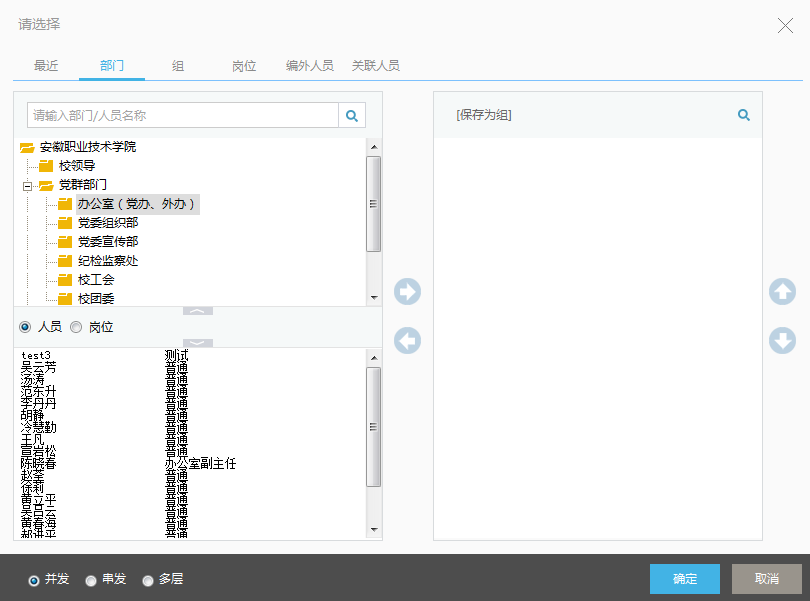 请选择
最近 部门 组 岗位 编外人员 关联人员
请输入部门/人员名称
[保存为组]
安徽职业技术学院
校领导
党群部门
办公室（党办、外办）
党委组织部
党委宣传部
纪检监察处
校工会
校团委
人员 岗位
test3 测试
吴云芳 普通
汤涛 普通
范东升 普通
李丹丹 普通
胡静 普通
冷慧勤 普通
王凡 普通
宣岩松 普通
陈晓春 办公室副主任
赵荃 普通
徐莉 普通
黄立平 普通
吴昌云 普通
黄春海 普通
郝进平 普通
并发 串发 多层 确定 取消